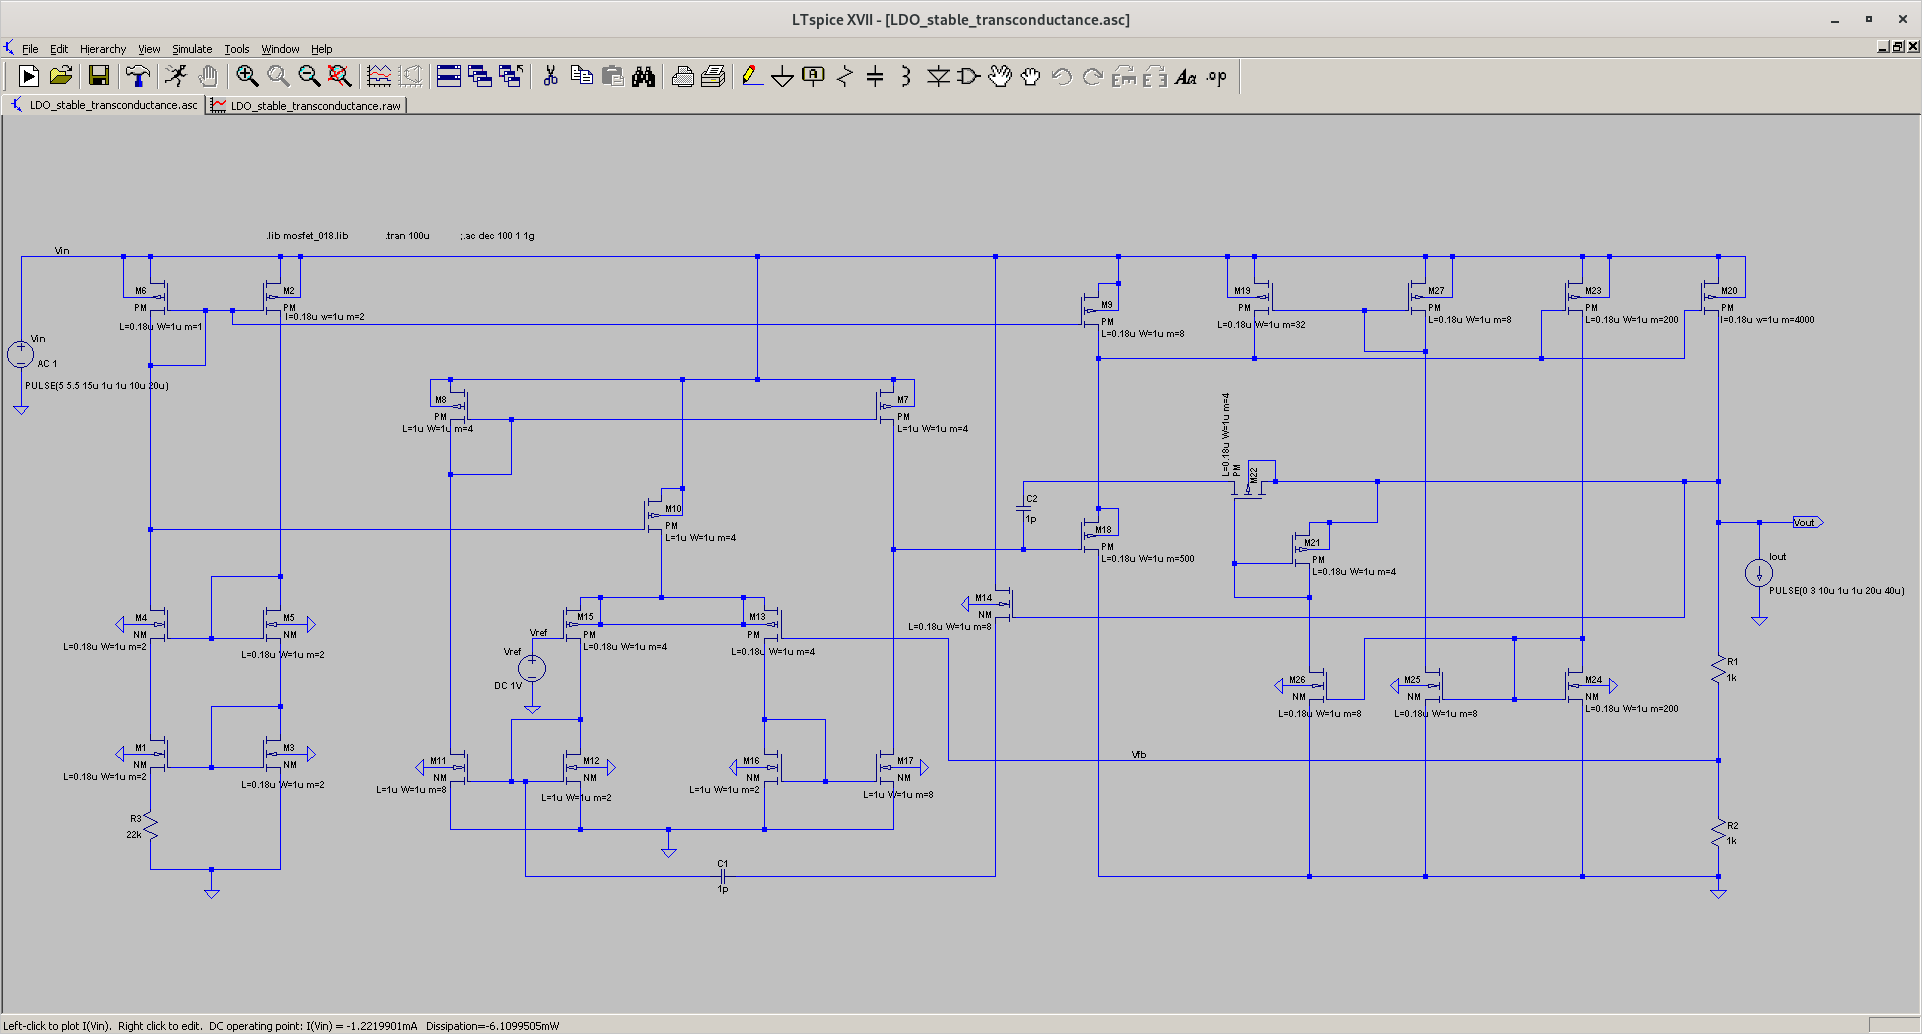 LTspice XVII - [LDO_stable_transconductance.asc]
File Edit Hierarchy View Simulate Tools Window Help
LDO_stable_transconductance.asc LDO_stable_transconductance.raw
.lib mosfet_018.lib .tran 100u ;.ac dec 100 1 1g
Vin
M6
PM
L=0.18u W=1u m=1
M2
PM
l=0.18u w=1u m=2
M9
PM
L=0.18u W=1u m=8
M19
PM
L=0.18u W=1u m=32
M27
PM
L=0.18u W=1u m=8
M23
PM
L=0.18u W=1u m=200
M20
PM
l=0.18u w=1u m=4000
Vin
AC 1
PULSE(5 5.5 15u 1u 1u 10u 20u)
M8
PM
L=1u W=1u m=4
M7
PM
L=1u W=1u m=4
M22
PM
L=0.18u W=1u m=4
M10
PM
L=1u W=1u m=4
C2
1p
M18
PM
L=0.18u W=1u m=500
M21
PM
L=0.18u W=1u m=4
Vout
Iout
PULSE(0 3 10u 1u 1u 20u 40u)
M4
NM
L=0.18u W=1u m=2
M5
NM
L=0.18u W=1u m=2
M15
PM
L=0.18u W=1u m=4
M13
PM
L=0.18u W=1u m=4
M14
NM
L=0.18u W=1u m=8
Vref
Vref
DC 1V
M26
NM
L=0.18u W=1u m=8
M25
NM
L=0.18u W=1u m=8
M24
NM
L=0.18u W=1u m=200
R1
1k
M1
NM
L=0.18u W=1u m=2
M3
NM
L=0.18u W=1u m=2
M11
NM
L=1u W=1u m=8
M12
NM
L=1u W=1u m=2
M16
NM
L=1u W=1u m=2
M17
NM
L=1u W=1u m=8
Vfb
R3
22k
R2
1k
C1
1p
Left-click to plot I(Vin). Right click to edit. DC operating point: I(Vin) = -1.2219901mA Dissipation=-6.1099505mW